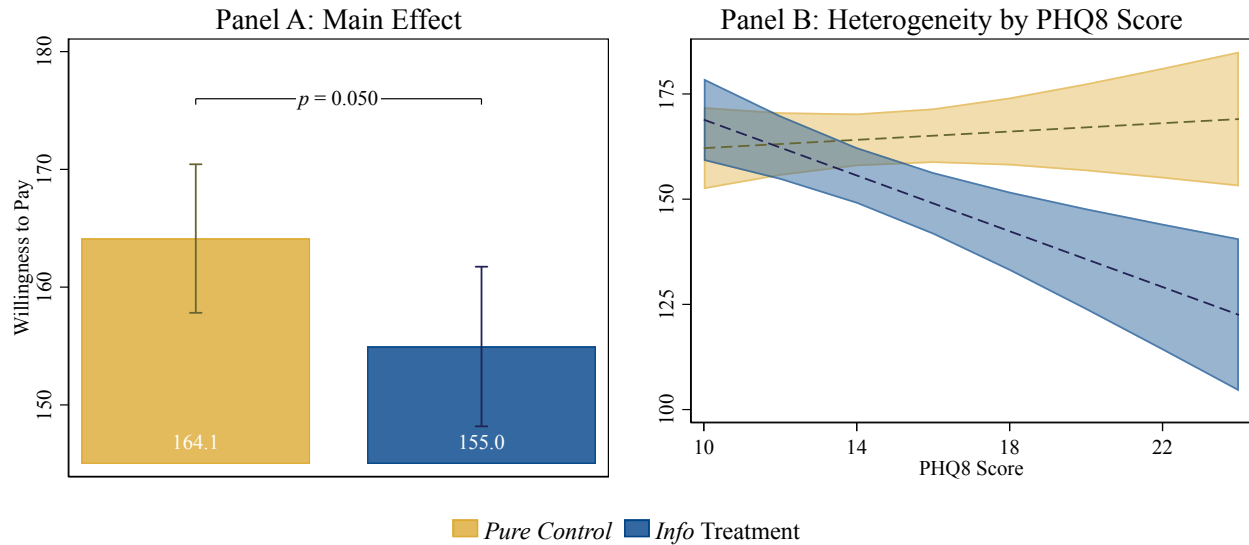 Panel A: Main Effect
Willingness to Pay
180
170
160
150
p = 0.050
164.1
155.0
Panel B: Heterogeneity by PHQ8 Score
175
150
125
100
10
14
18
22
PHQ8 Score
Pure Control
Info Treatment